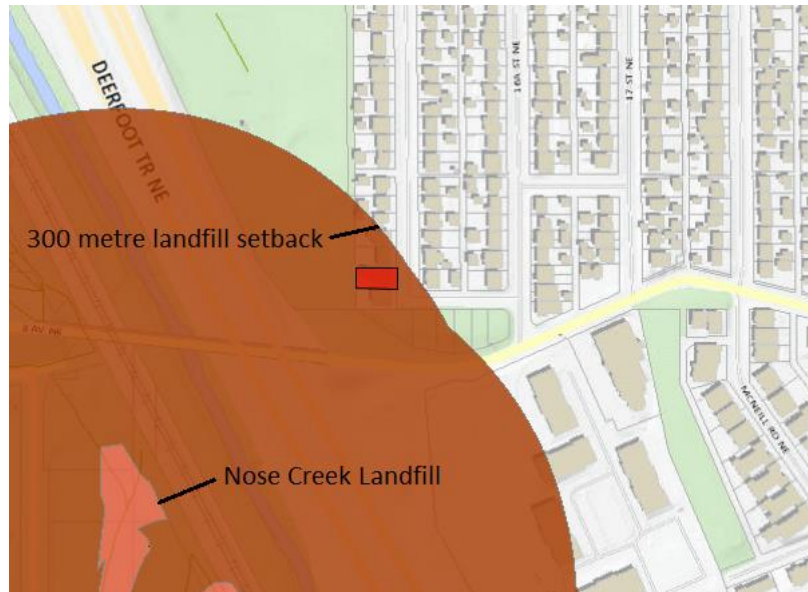 DEERFOOT TR NE
16A ST NE
17 ST NE
300 metre landfill setback
8 AV NE
MCNEILL RD NE
Nose Creek Landfill